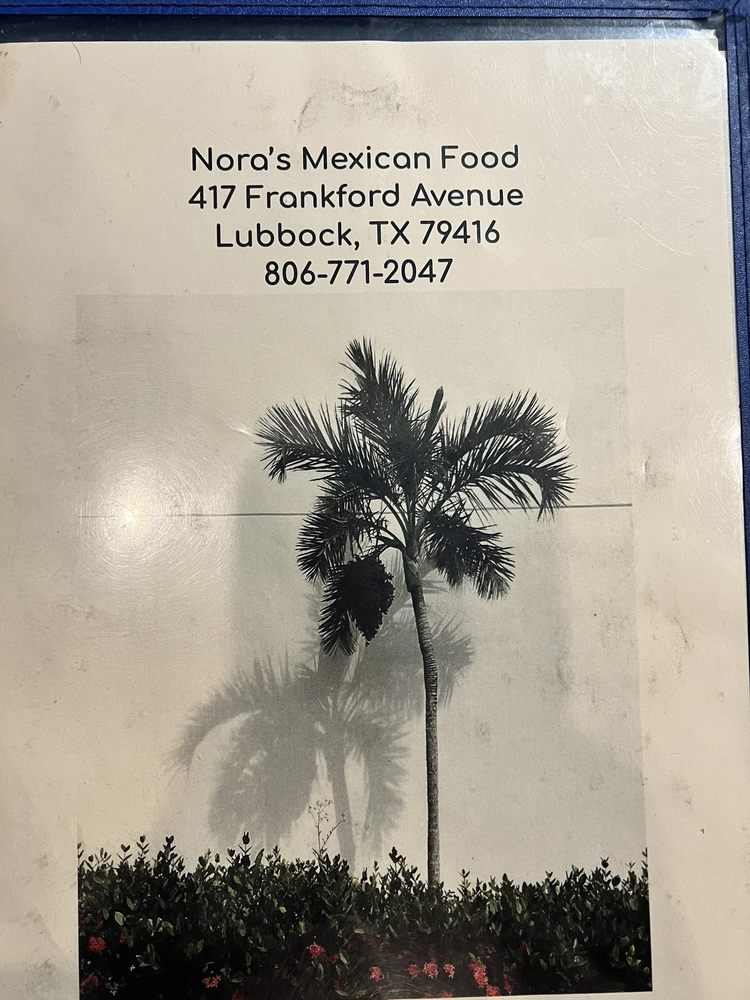 Nora's Mexican Food
417 Frankford Avenue
Lubbock, TX 79416
806-771-2047